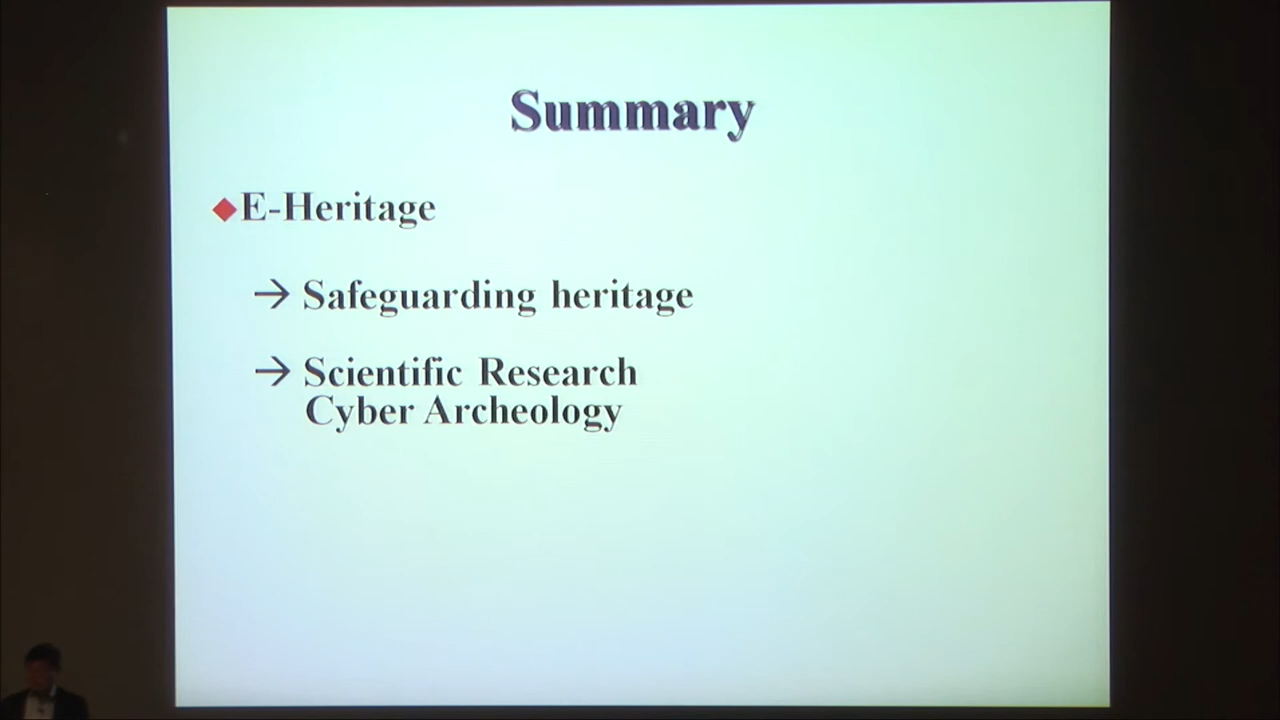 Summary
◆E-Heritage
→ Safeguarding heritage
→ Scientific Research
Cyber Archeology